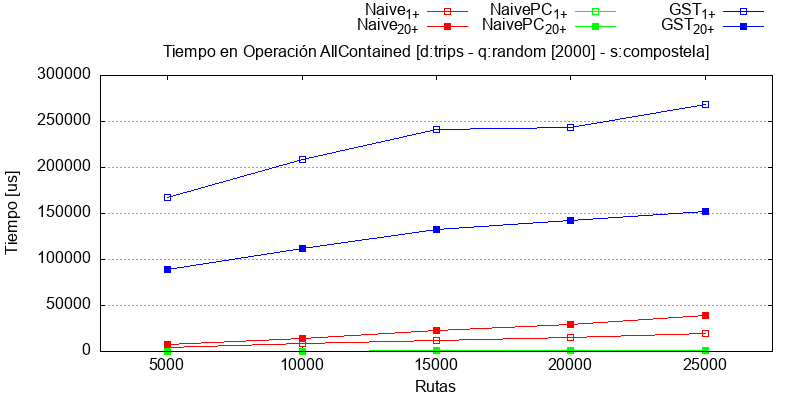 Naive1+ NaivePC1+ GST1+
Naive20+ NaivePC20+ GST20+
Tiempo en Operación AllContained [d:trips - q:random [2000] - s:compostela]
300000
250000
200000
150000
100000
50000
0
Tiempo [us]
5000 10000 15000 20000 25000
Rutas